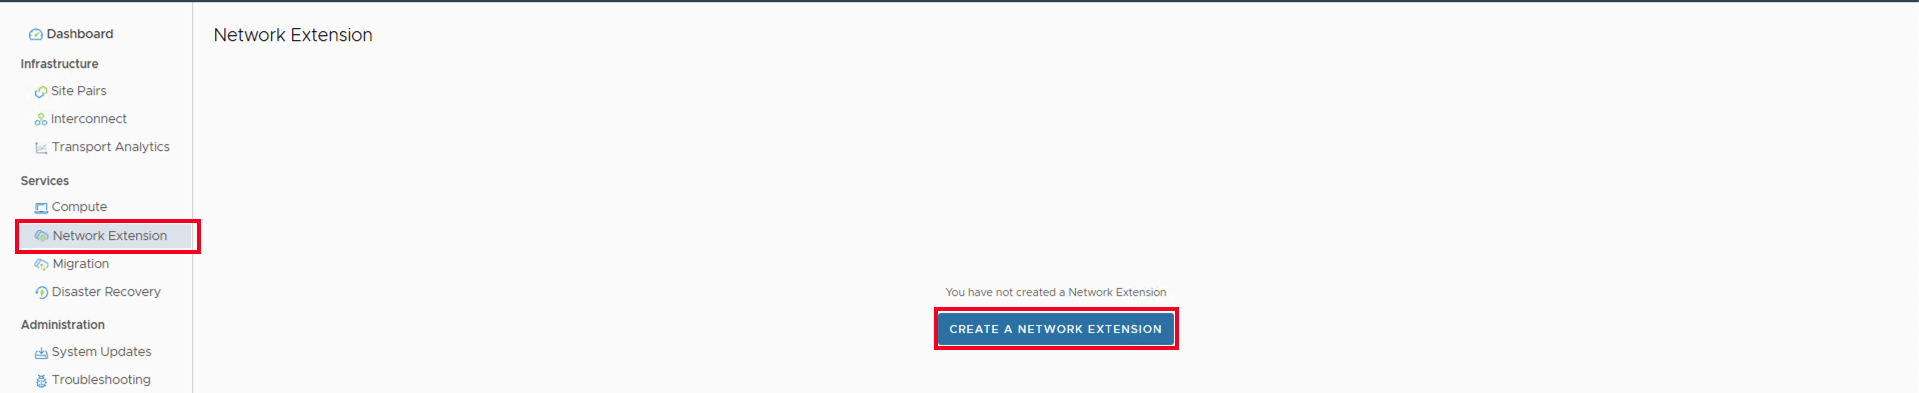 Dashboard
Infrastructure
Site Pairs
Interconnect
Transport Analytics
Services
Compute
Network Extension
Migration
Disaster Recovery
Administration
System Updates
Troubleshooting
Network Extension
You have not created a Network Extension
CREATE A NETWORK EXTENSION